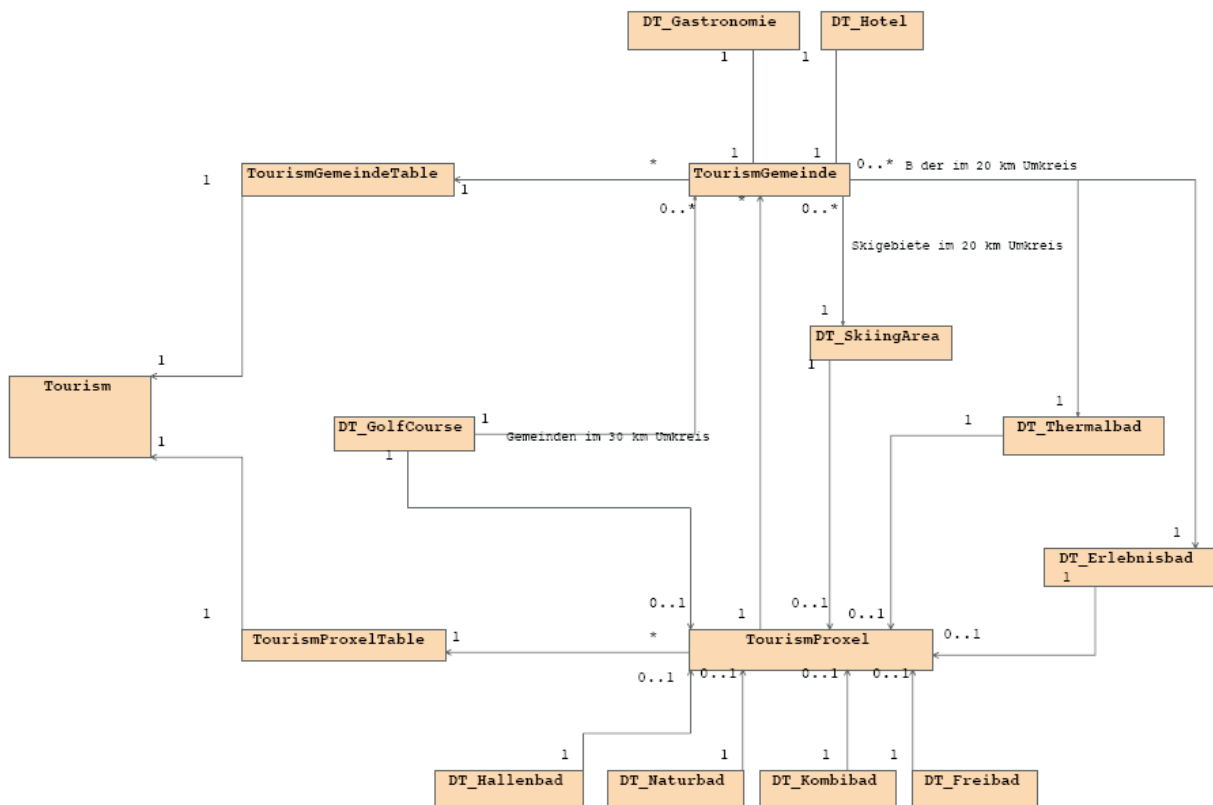 DT_Gastronomie
DT_Hotel
1
1
1
1
0..*
B der im 20 km Umkreis
*
1
TourismGemeindeTable
TourismGemeinde
1
0..*
*
0..*
Skigebiete im 20 km Umkreis
1
DT_SkiingArea
1
1
Tourism
1
1
1
1
DT_GolfCourse
Gemeinden im 30 km Umkreis
DT_Thermalbad
1
1
1
DT_Erlebnisbad
1
0..1
1
0..1
0..1
1
TourismProxelTable
1
*
TourismProxel
0..1
0..1
0..1
0..1
0..1
1
1
1
1
DT_Hallenbad
DT_Naturbad
DT_Kombibad
DT_Freibad